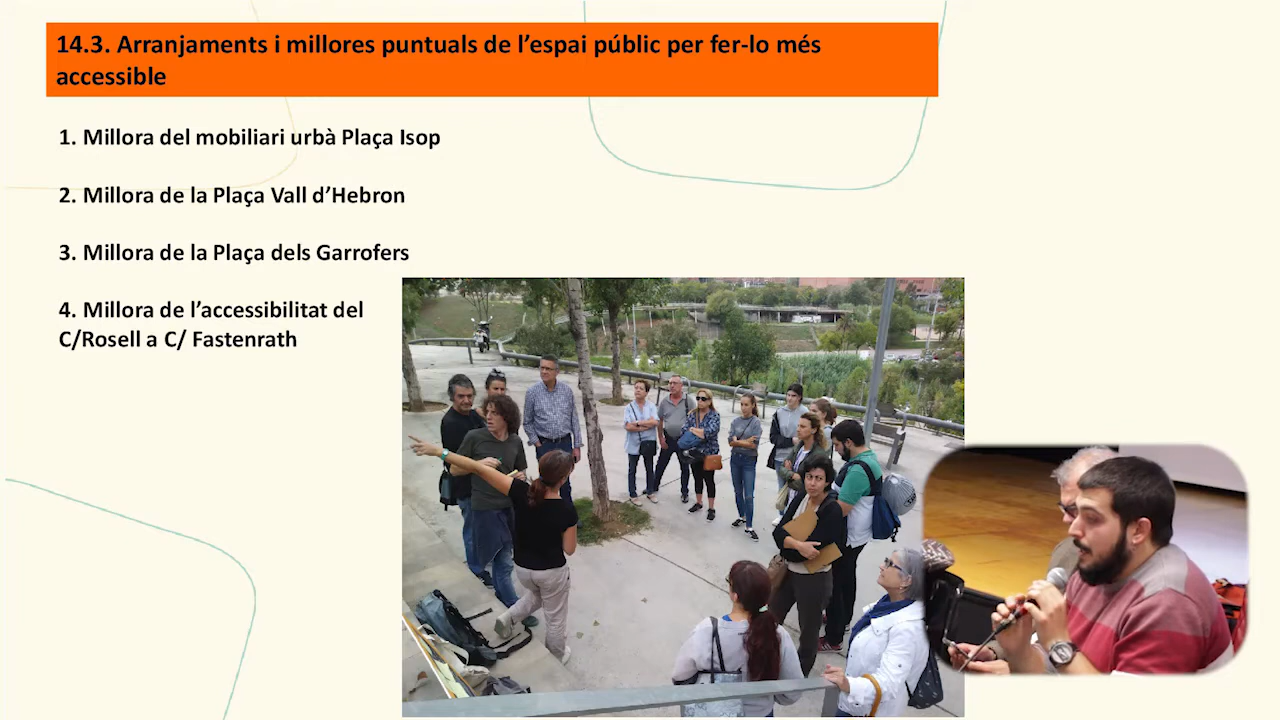 14.3. Arranjaments i millores puntuals de l’espai públic per fer-lo més
accessible
1. Millora del mobiliari urbà Plaça Isop
2. Millora de la Plaça Vall d’Hebron
3. Millora de la Plaça dels Garrofers
4. Millora de l’accessibilitat del
C/Rosell a C/ Fastenrath